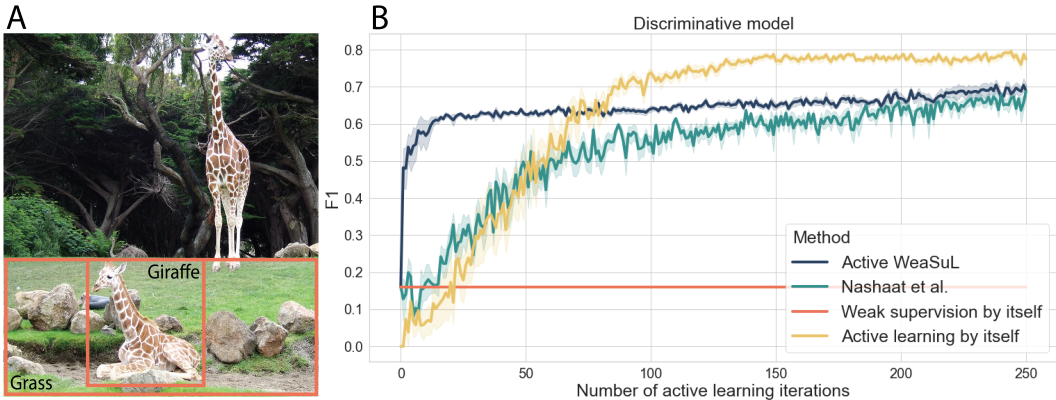 A
Giraffe
Grass
B
Discriminative model
F1
0.8
0.7
0.6
0.5
0.4
0.3
0.2
0.1
0.0
Method
Active WeaSuL
Nashaat et al.
Weak supervision by itself
Active learning by itself
0 50 100 150 200 250
Number of active learning iterations